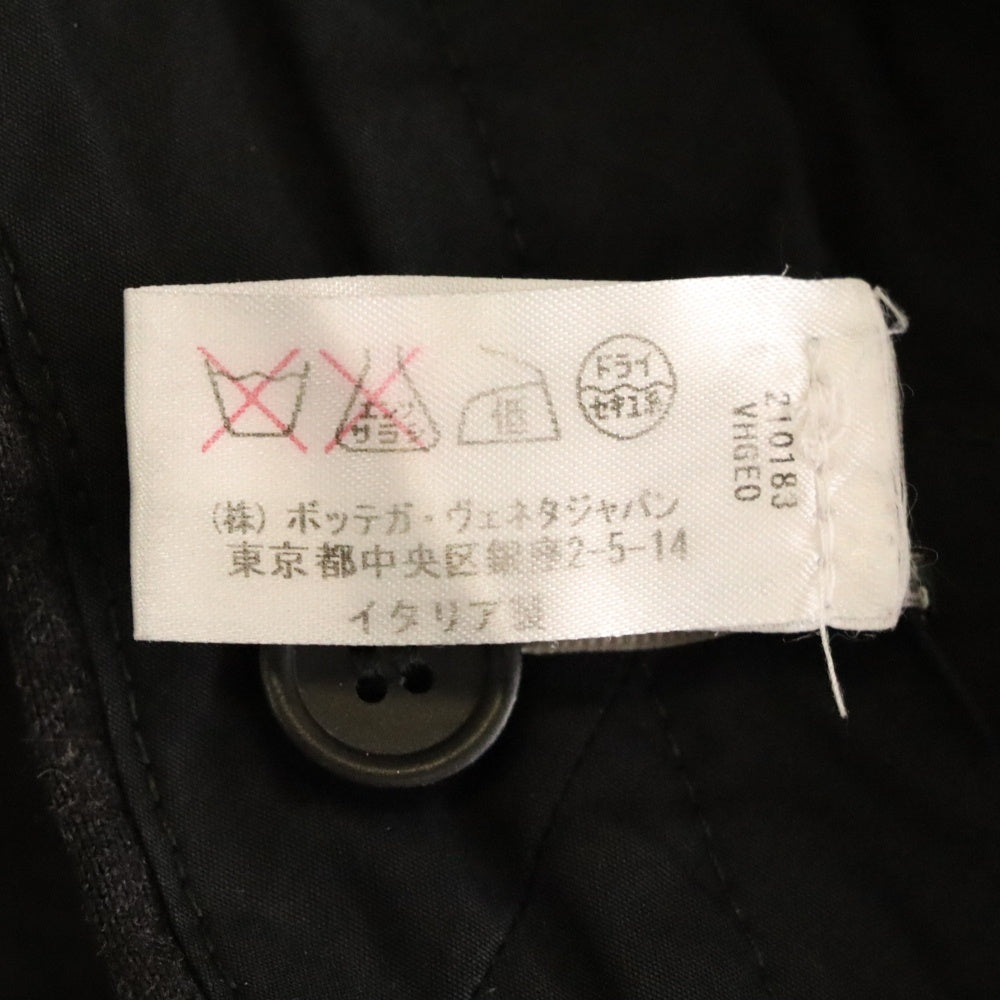 エンソ
サラシ
低
ドライ
セキユ系
(株) ボッテガ・ヴェネタジャパン
東京都中央区銀座2-5-14
イタリア製
210183
VHGE0